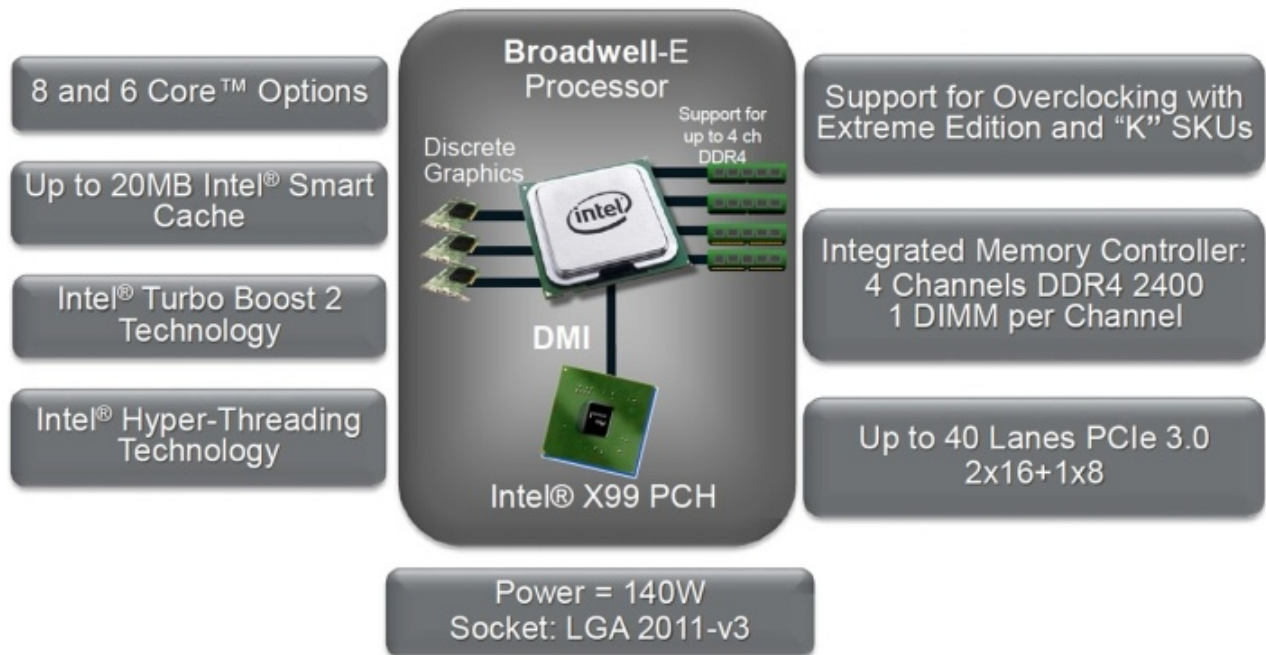 8 and 6 Core™ Options
Up to 20MB Intel® Smart
Cache
Intel® Turbo Boost 2
Technology
Intel® Hyper-Threading
Technology
Broadwell-E
Processor
Support for
up to 4 ch
DDR4
Discrete
Graphics
intel
DMI
Intel® X99 PCH
Support for Overclocking with
Extreme Edition and “K” SKUs
Integrated Memory Controller:
4 Channels DDR4 2400
1 DIMM per Channel
Up to 40 Lanes PCIe 3.0
2x16+1x8
Power = 140W
Socket: LGA 2011-v3